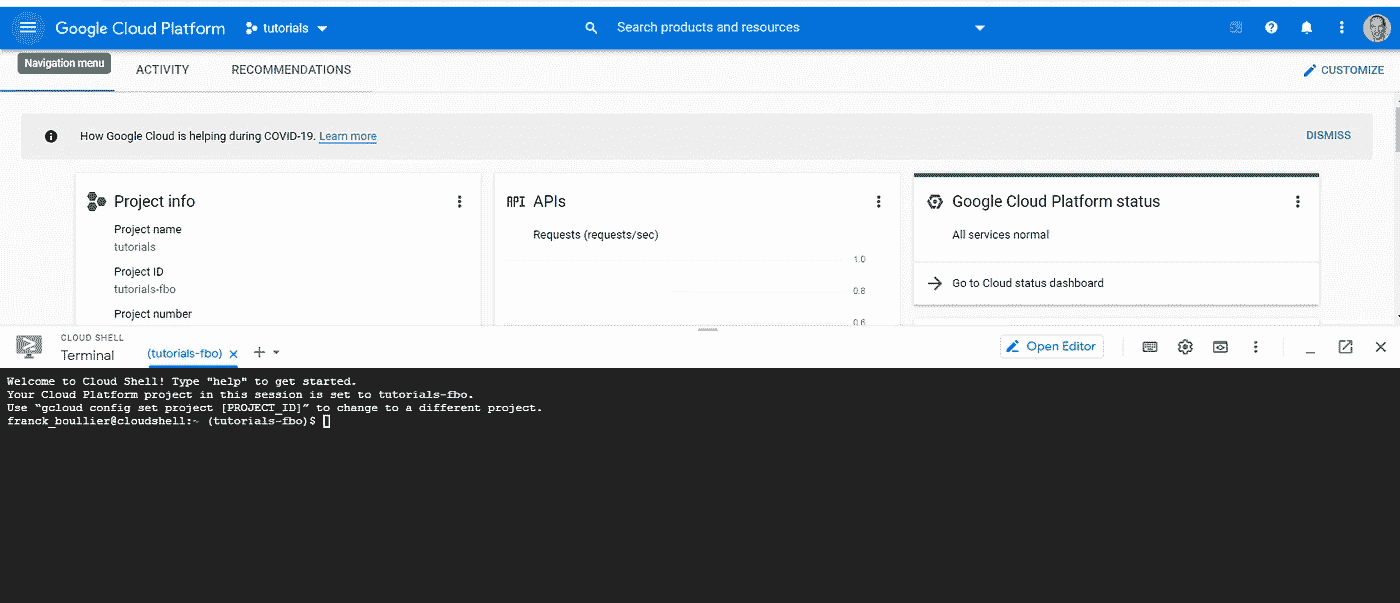 Google Cloud Platform
tutorials
Search products and resources
Navigation menu
ACTIVITY
RECOMMENDATIONS
CUSTOMIZE
How Google Cloud is helping during COVID-19. Learn more
DISMISS
Project info
Project name
tutorials
Project ID
tutorials-fbo
Project number
API APIs
Requests (requests/sec)
1.0
0.8
0.6
Google Cloud Platform status
All services normal
Go to Cloud status dashboard
CLOUD SHELL
Terminal
(tutorials-fbo)
Open Editor
Welcome to Cloud Shell! Type "help" to get started.
Your Cloud Platform project in this session is set to tutorials-fbo.
Use “gcloud config set project [PROJECT_ID]” to change to a different project.
franck_boullier@cloudshell:~ (tutorials-fbo)$